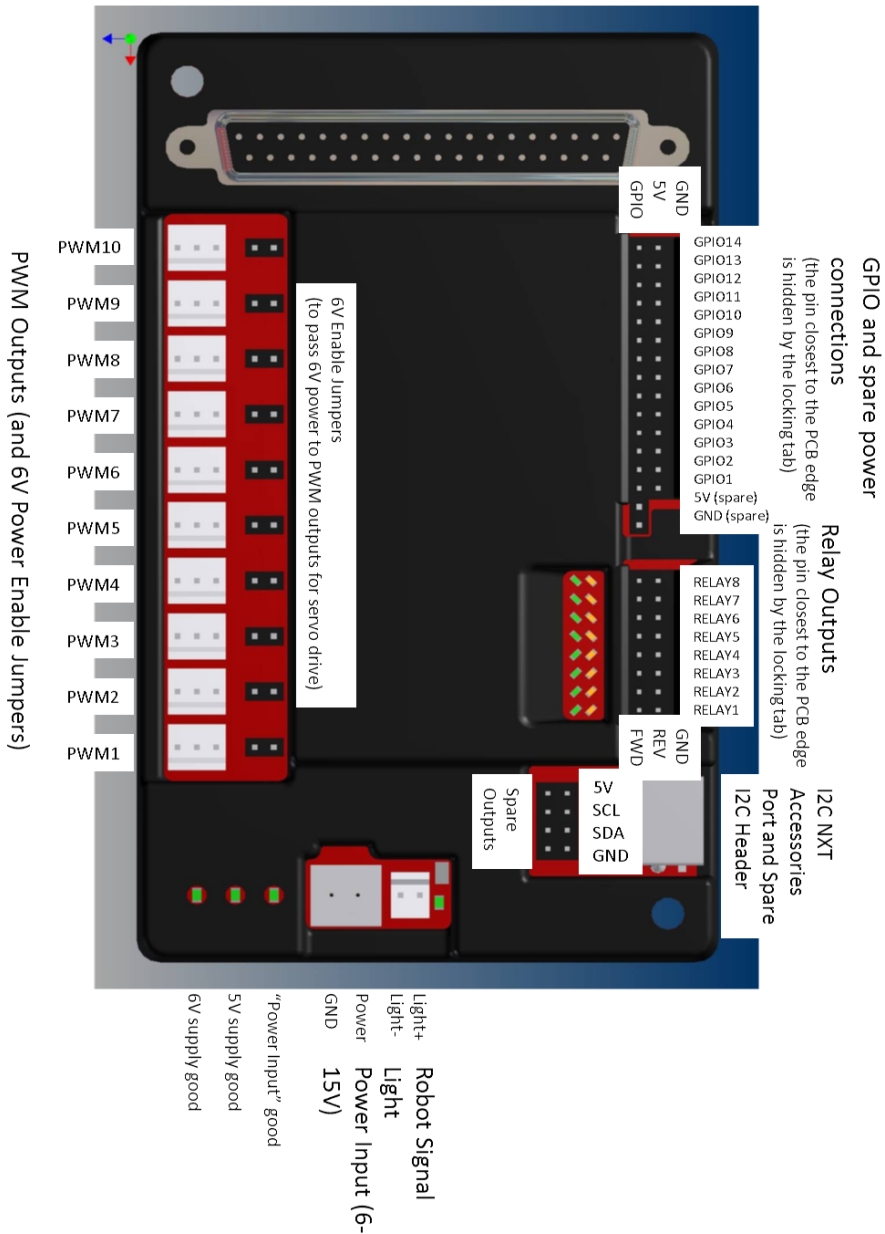 GPIO and spare power
connections
(the pin closest to the PCB edge
is hidden by the locking tab)
GND
5V
GPIO
GPIO14
GPIO13
GPIO12
GPIO11
GPIO10
GPIO9
GPIO8
GPIO7
GPIO6
GPIO5
GPIO4
GPIO3
GPIO2
GPIO1
5V (spare)
GND (spare)
Relay Outputs
(the pin closest to the PCB edge
is hidden by the locking tab)
RELAY8
RELAY7
RELAY6
RELAY5
RELAY4
RELAY3
RELAY2
RELAY1
GND
REV
FWD
I2C NXT
Accessories
Port and Spare
I2C Header
5V
SCL
SDA
GND
Spare
Outputs
6V Enable Jumpers
(to pass 6V power to PWM outputs for servo drive)
PWM10
PWM9
PWM8
PWM7
PWM6
PWM5
PWM4
PWM3
PWM2
PWM1
PWM Outputs (and 6V Power Enable Jumpers)
Robot Signal
Light
Light+
Light-
Power Input (6-
15V)
Power
GND
"Power Input" good
5V supply good
6V supply good